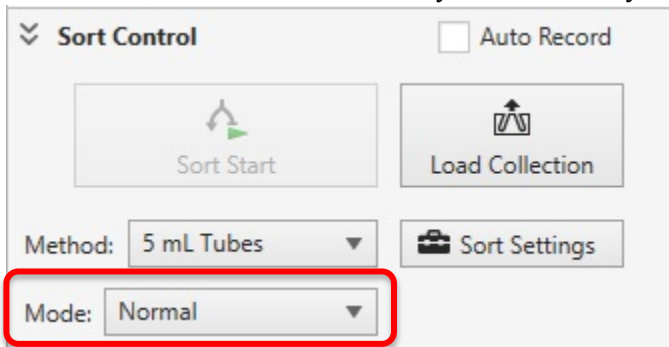 Sort Control Auto Record
Sort Start Load Collection
Method: 5 mL Tubes Sort Settings
Mode: Normal